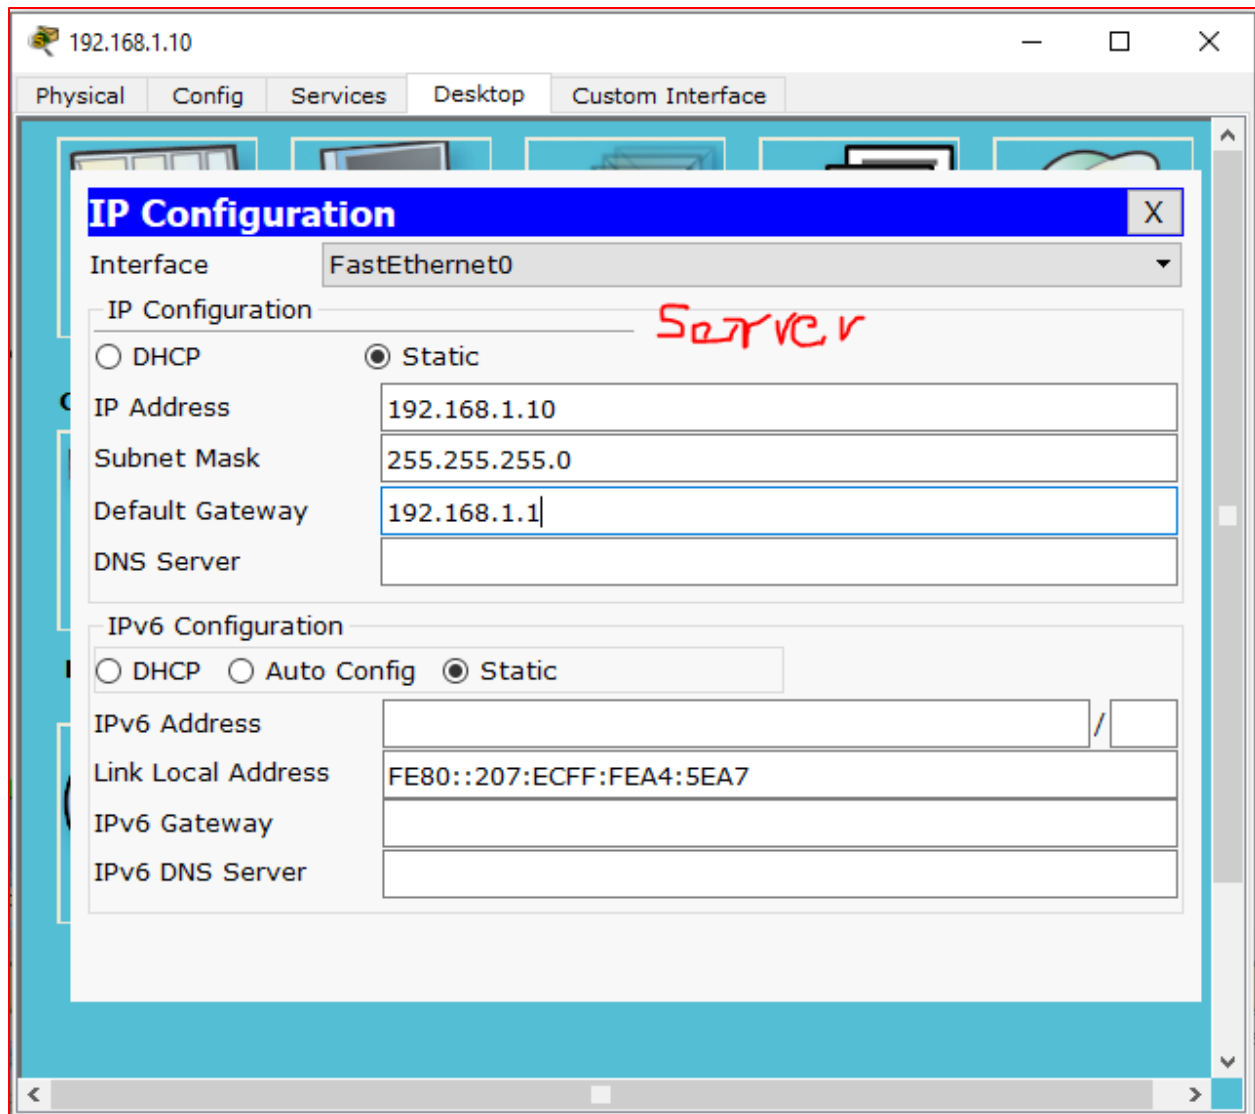 192.168.1.10
Physical Config Services Desktop Custom Interface
IP Configuration X
Interface FastEthernet0
IP Configuration
Server
DHCP Static
IP Address 192.168.1.10
Subnet Mask 255.255.255.0
Default Gateway 192.168.1.1
DNS Server
IPv6 Configuration
DHCP Auto Config Static
IPv6 Address /
Link Local Address FE80::207:ECFF:FEA4:5EA7
IPv6 Gateway
IPv6 DNS Server